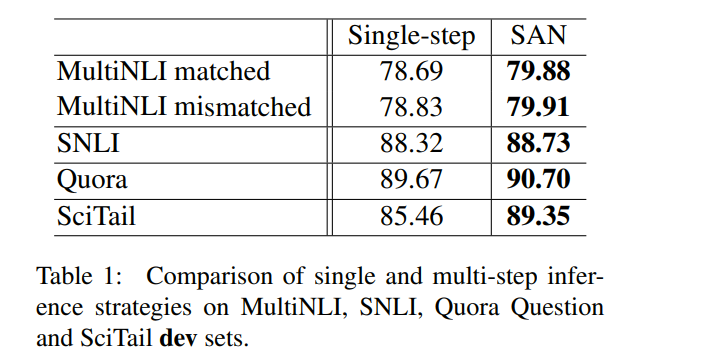 Single-step SAN
MultiNLI matched 78.69 79.88
MultiNLI mismatched 78.83 79.91
SNLI 88.32 88.73
Quora 89.67 90.70
SciTail 85.46 89.35
Table 1: Comparison of single and multi-step infer-
ence strategies on MultiNLI, SNLI, Quora Question
and SciTail dev sets.